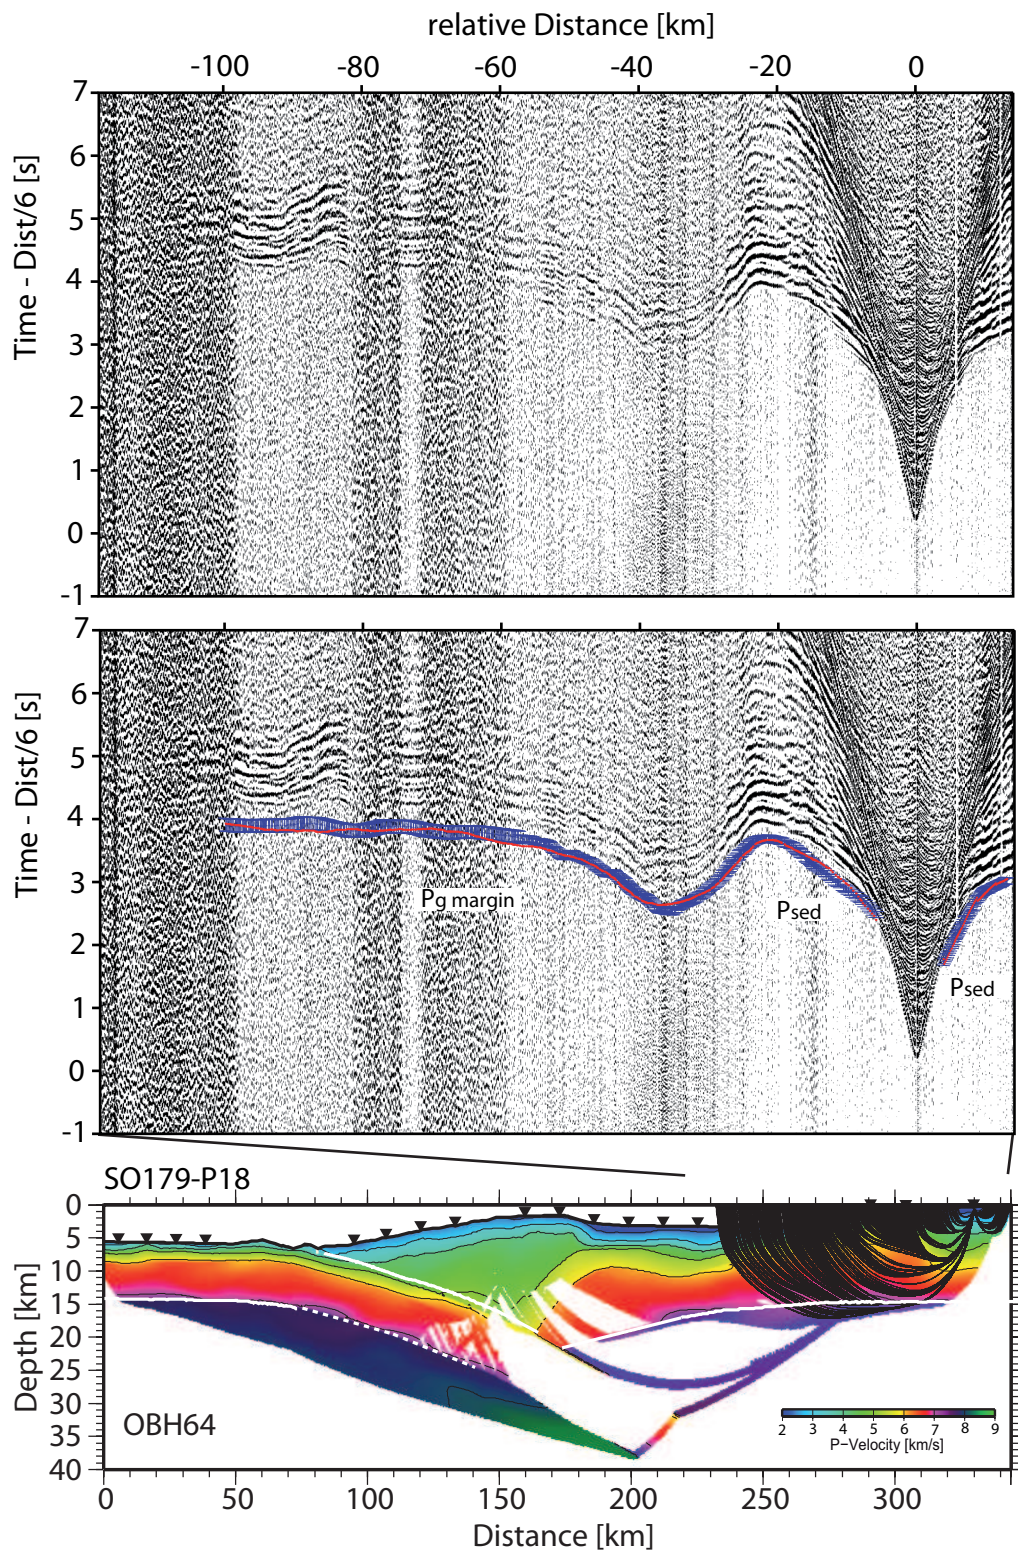 relative Distance [km]
-100 -80 -60 -40 -20 0
7
6
5
4
3
2
1
0
-1
Time - Dist/6 [s]
7
6
5
4
3
2
1
0
-1
Time - Dist/6 [s]
Pg margin
Psed
Psed
SO179-P18
0
5
10
15
20
25
30
35
40
Depth [km]
OBH64
2 3 4 5 6 7 8 9
P-Velocity [km/s]
0 50 100 150 200 250 300
Distance [km]